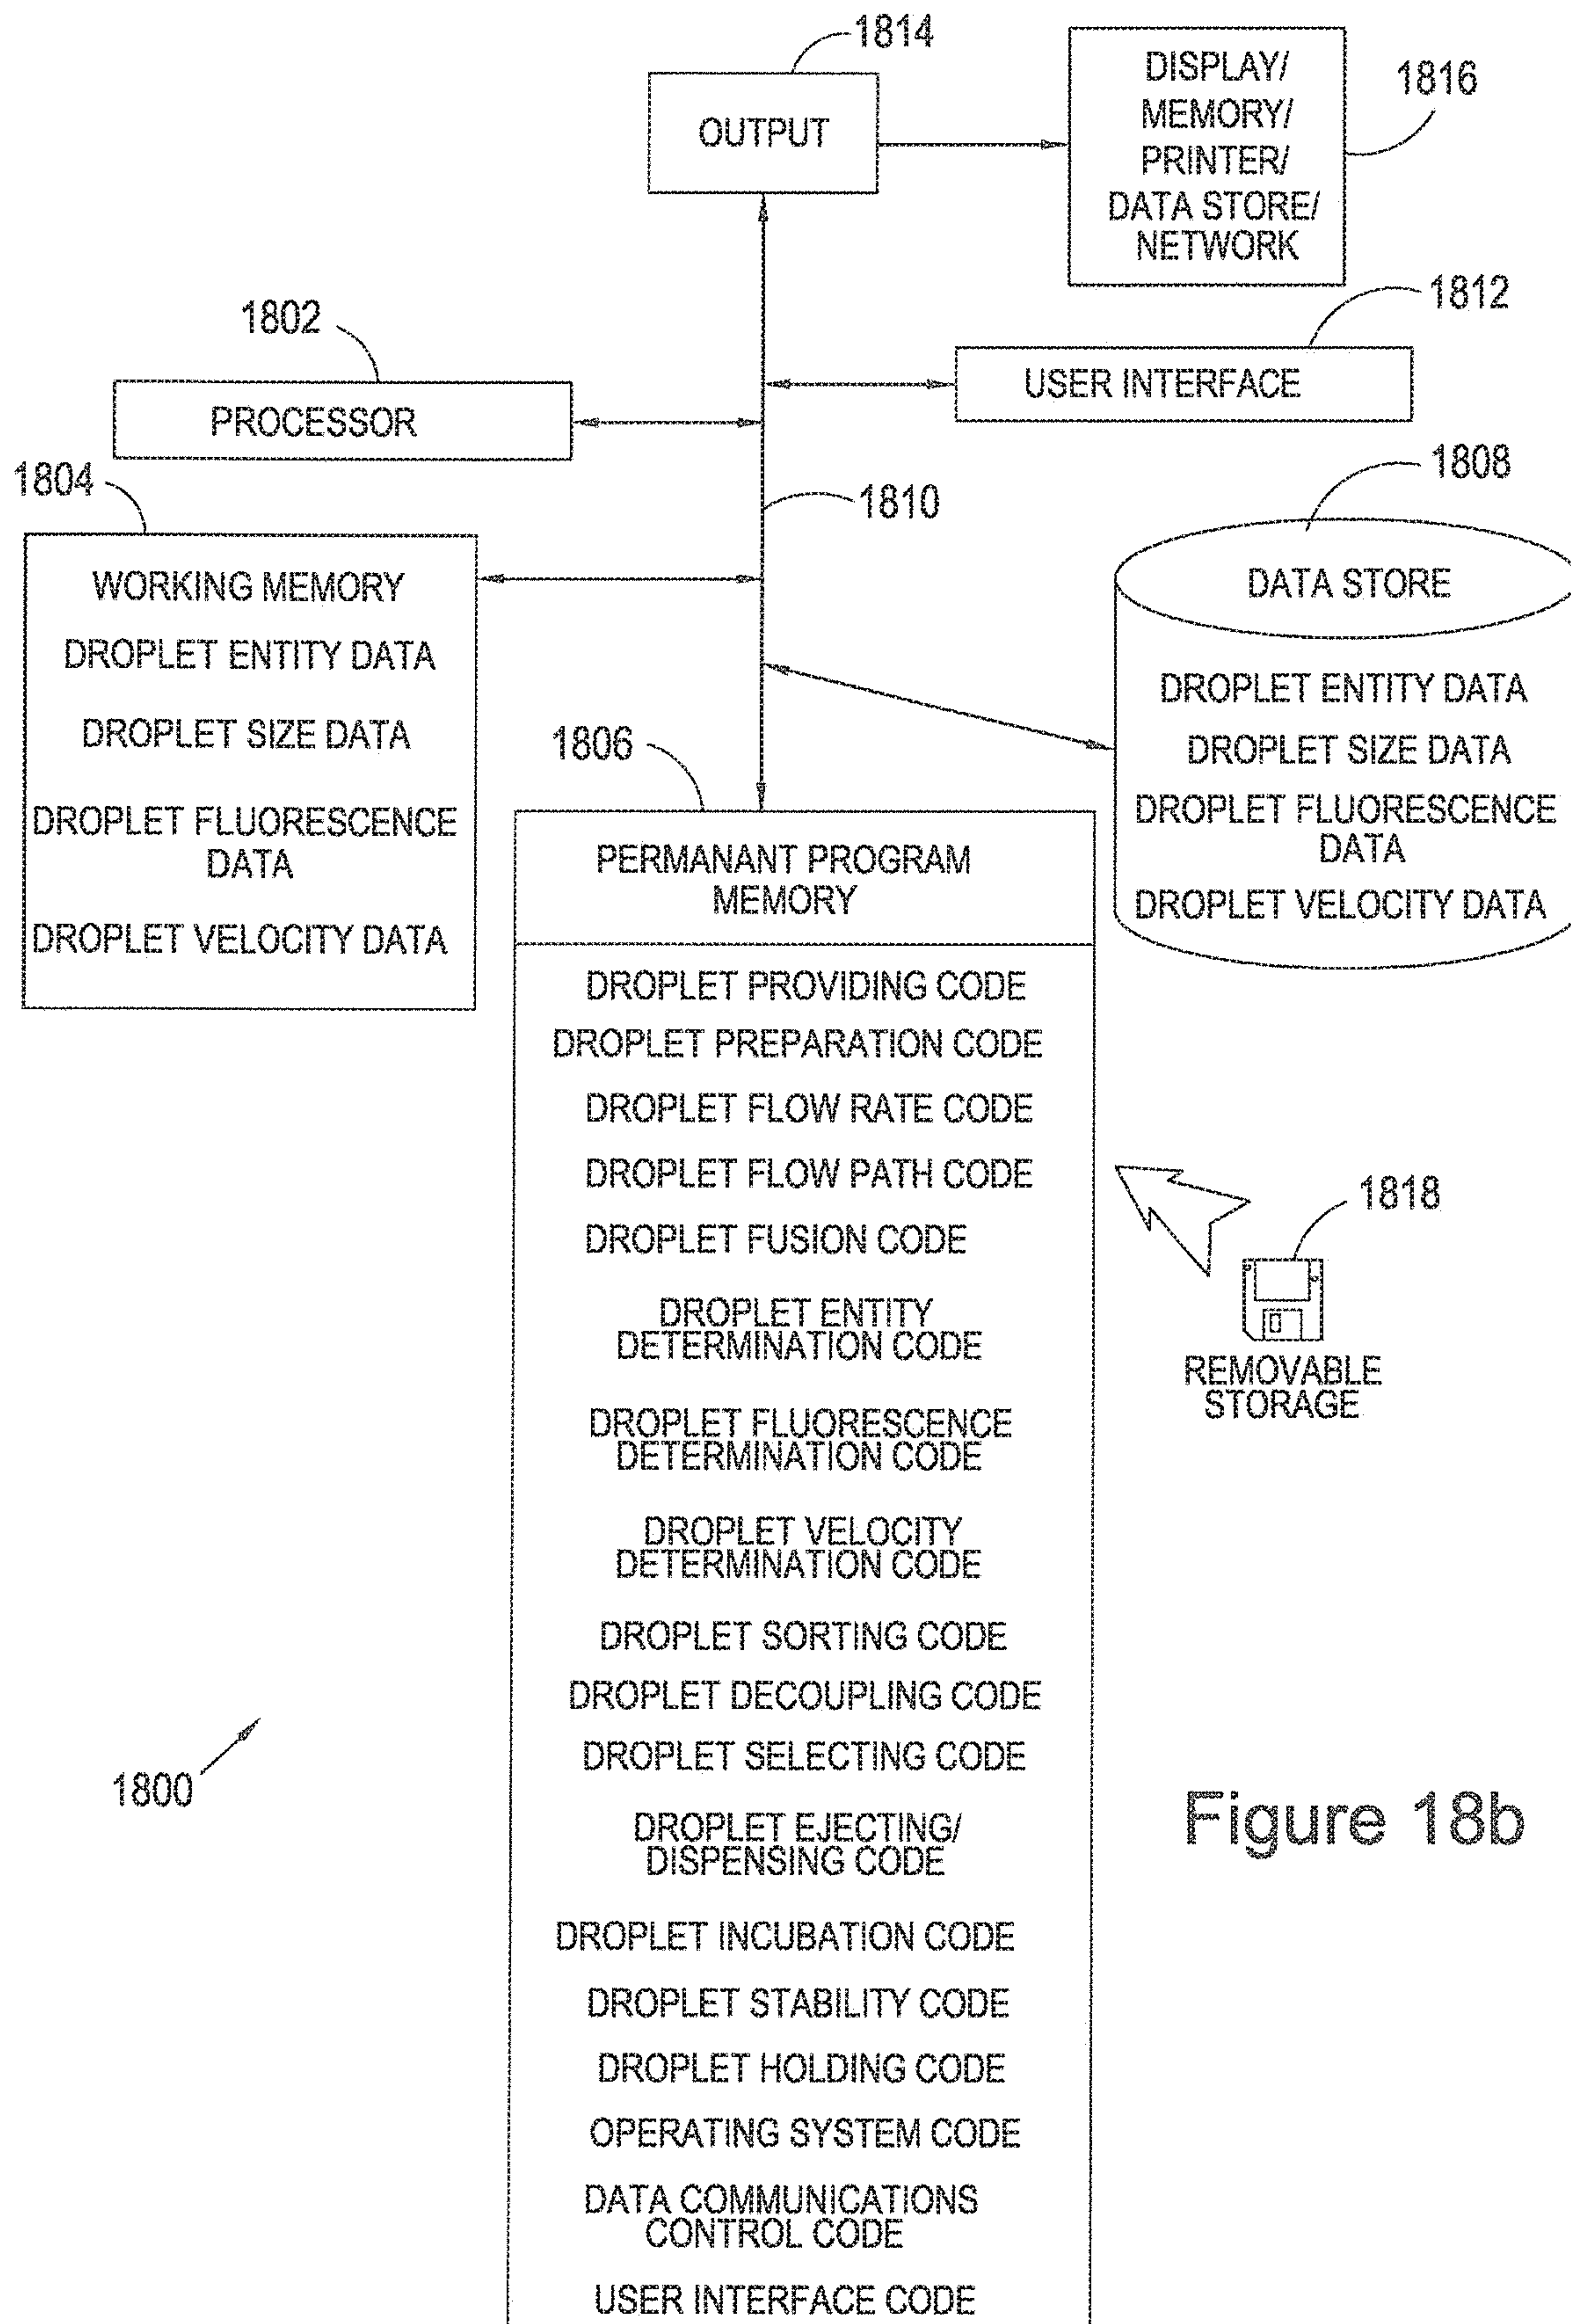 1814
OUTPUT
DISPLAY/
MEMORY/
PRINTER/
DATA STORE/
NETWORK
1816
1812
USER INTERFACE
1802
PROCESSOR
1804
WORKING MEMORY
DROPLET ENTITY DATA
DROPLET SIZE DATA
DROPLET FLUORESCENCE
DATA
DROPLET VELOCITY DATA
1810
1808
DATA STORE
DROPLET ENTITY DATA
DROPLET SIZE DATA
DROPLET FLUORESCENCE
DATA
DROPLET VELOCITY DATA
1806
PERMANANT PROGRAM
MEMORY
DROPLET PROVIDING CODE
DROPLET PREPARATION CODE
DROPLET FLOW RATE CODE
DROPLET FLOW PATH CODE
DROPLET FUSION CODE
DROPLET ENTITY
DETERMINATION CODE
DROPLET FLUORESCENCE
DETERMINATION CODE
DROPLET VELOCITY
DETERMINATION CODE
DROPLET SORTING CODE
DROPLET DECOUPLING CODE
DROPLET SELECTING CODE
DROPLET EJECTING/
DISPENSING CODE
DROPLET INCUBATION CODE
DROPLET STABILITY CODE
DROPLET HOLDING CODE
OPERATING SYSTEM CODE
DATA COMMUNICATIONS
CONTROL CODE
USER INTERFACE CODE
1818
REMOVABLE
STORAGE
1800
Figure 18b